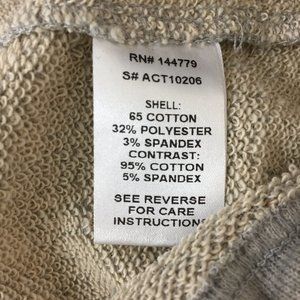 RN# 144779
S# ACT10206
SHELL:
65 COTTON
32% POLYESTER
3% SPANDEX
CONTRAST:
95% COTTON
5% SPANDEX
SEE REVERSE
FOR CARE
INSTRUCTIONS